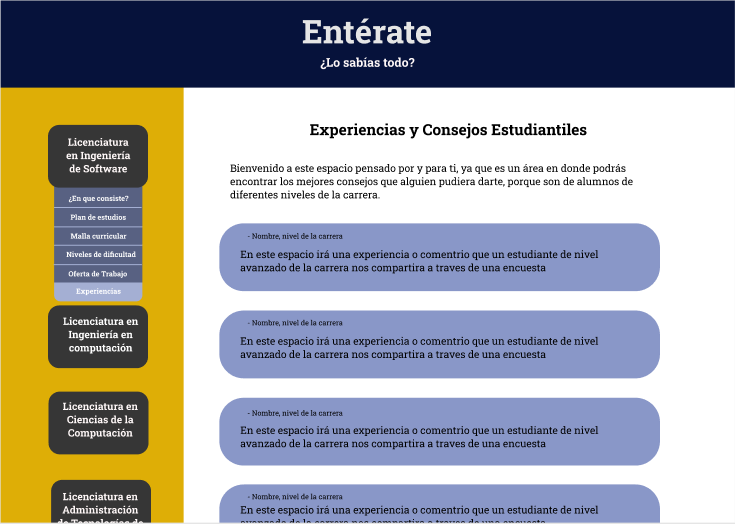 Entérate
¿Lo sabías todo?
Licenciatura
en Ingeniería
de Software
¿En que consiste?
Plan de estudios
Malla curricular
Niveles de dificultad
Oferta de Trabajo
Experiencias
Licenciatura en
Ingeniería en
computación
Licenciatura en
Ciencias de la
Computación
Licenciatura en
Administración
de Tecnologías de
Experiencias y Consejos Estudiantiles
Bienvenido a este espacio pensado por y para ti, ya que es un área en donde podrás
encontrar los mejores consejos que alguien pudiera darte, porque son de alumnos de
diferentes niveles de la carrera.
- Nombre, nivel de la carrera
En este espacio irá una experiencia o comentrio que un estudiante de nivel
avanzado de la carrera nos compartira a traves de una encuesta
- Nombre, nivel de la carrera
En este espacio irá una experiencia o comentrio que un estudiante de nivel
avanzado de la carrera nos compartira a traves de una encuesta
- Nombre, nivel de la carrera
En este espacio irá una experiencia o comentrio que un estudiante de nivel
avanzado de la carrera nos compartira a traves de una encuesta
- Nombre, nivel de la carrera
En este espacio irá una experiencia o comentrio que un estudiante de nivel
avanzado de la carrera nos compartira a traves de una encuesta